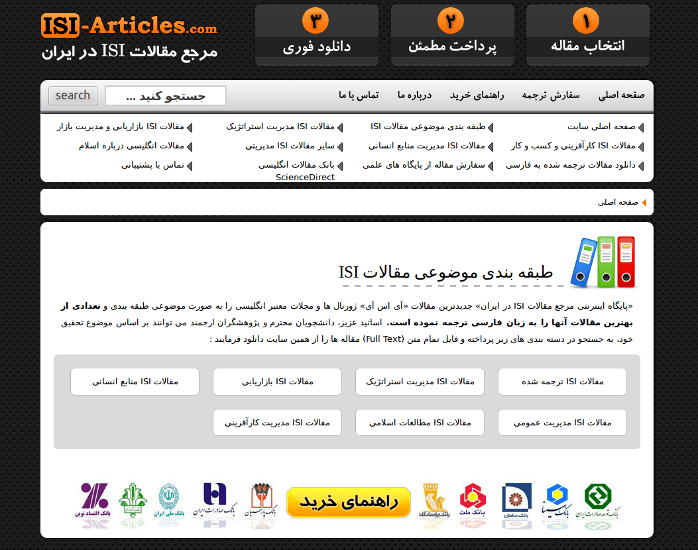 ISI-Articles.com
مرجع مقالات ISI در ایران
۱
انتخاب مقاله
۲
پرداخت مطمئن
۳
دانلود فوری
صفحه اصلی
سفارش ترجمه
راهنمای خرید
درباره ما
تماس با ما
جستجو کنید ...
search
صفحه اصلی سایت
طبقه بندی موضوعی مقالات ISI
مقالات ISI مدیریت استراتژیک
مقالات ISI بازاریابی و مدیریت بازار
مقالات ISI کارآفرینی و کسب و کار
مقالات ISI مدیریت منابع انسانی
سایر مقالات ISI مدیریتی
مقالات انگلیسی درباره اسلام
دانلود مقالات ترجمه شده به فارسی
سفارش مقاله از پایگاه های علمی
بانک مقالات انگلیسی
ScienceDirect
تماس با پشتیبانی
صفحه اصلی
طبقه بندی موضوعی مقالات ISI
«پایگاه اینترنتی مرجع مقالات ISI در ایران» جدیدترین مقالات «آی اس آی» ژورنال ها و مجلات معتبر انگلیسی را به صورت موضوعی طبقه بندی و تعدادی از
بهترین مقالات آنها را به زبان فارسی ترجمه نموده است. اساتید عزیز، دانشجویان محترم و پژوهشگران ارجمند می توانند بر اساس موضوع تحقیق
خود، به جستجو در دسته بندی های زیر پرداخته و فایل تمام متن (Full Text) مقاله ها را از همین سایت دانلود فرمایند :
مقالات ISI ترجمه شده
مقالات ISI مدیریت استراتژیک
مقالات ISI بازاریابی
مقالات ISI منابع انسانی
مقالات ISI مدیریت عمومی
مقالات ISI مطالعات اسلامی
مقالات ISI مدیریت کارآفرینی
بانک توسعه صادرات ایران
بانک سینا
بانک سامان
بانک ملت
بانک پاسارگاد
راهنمای خرید
بانک پارسیان
بانک صادرات ایران
بانک ملی ایران
بانک اقتصاد نوین